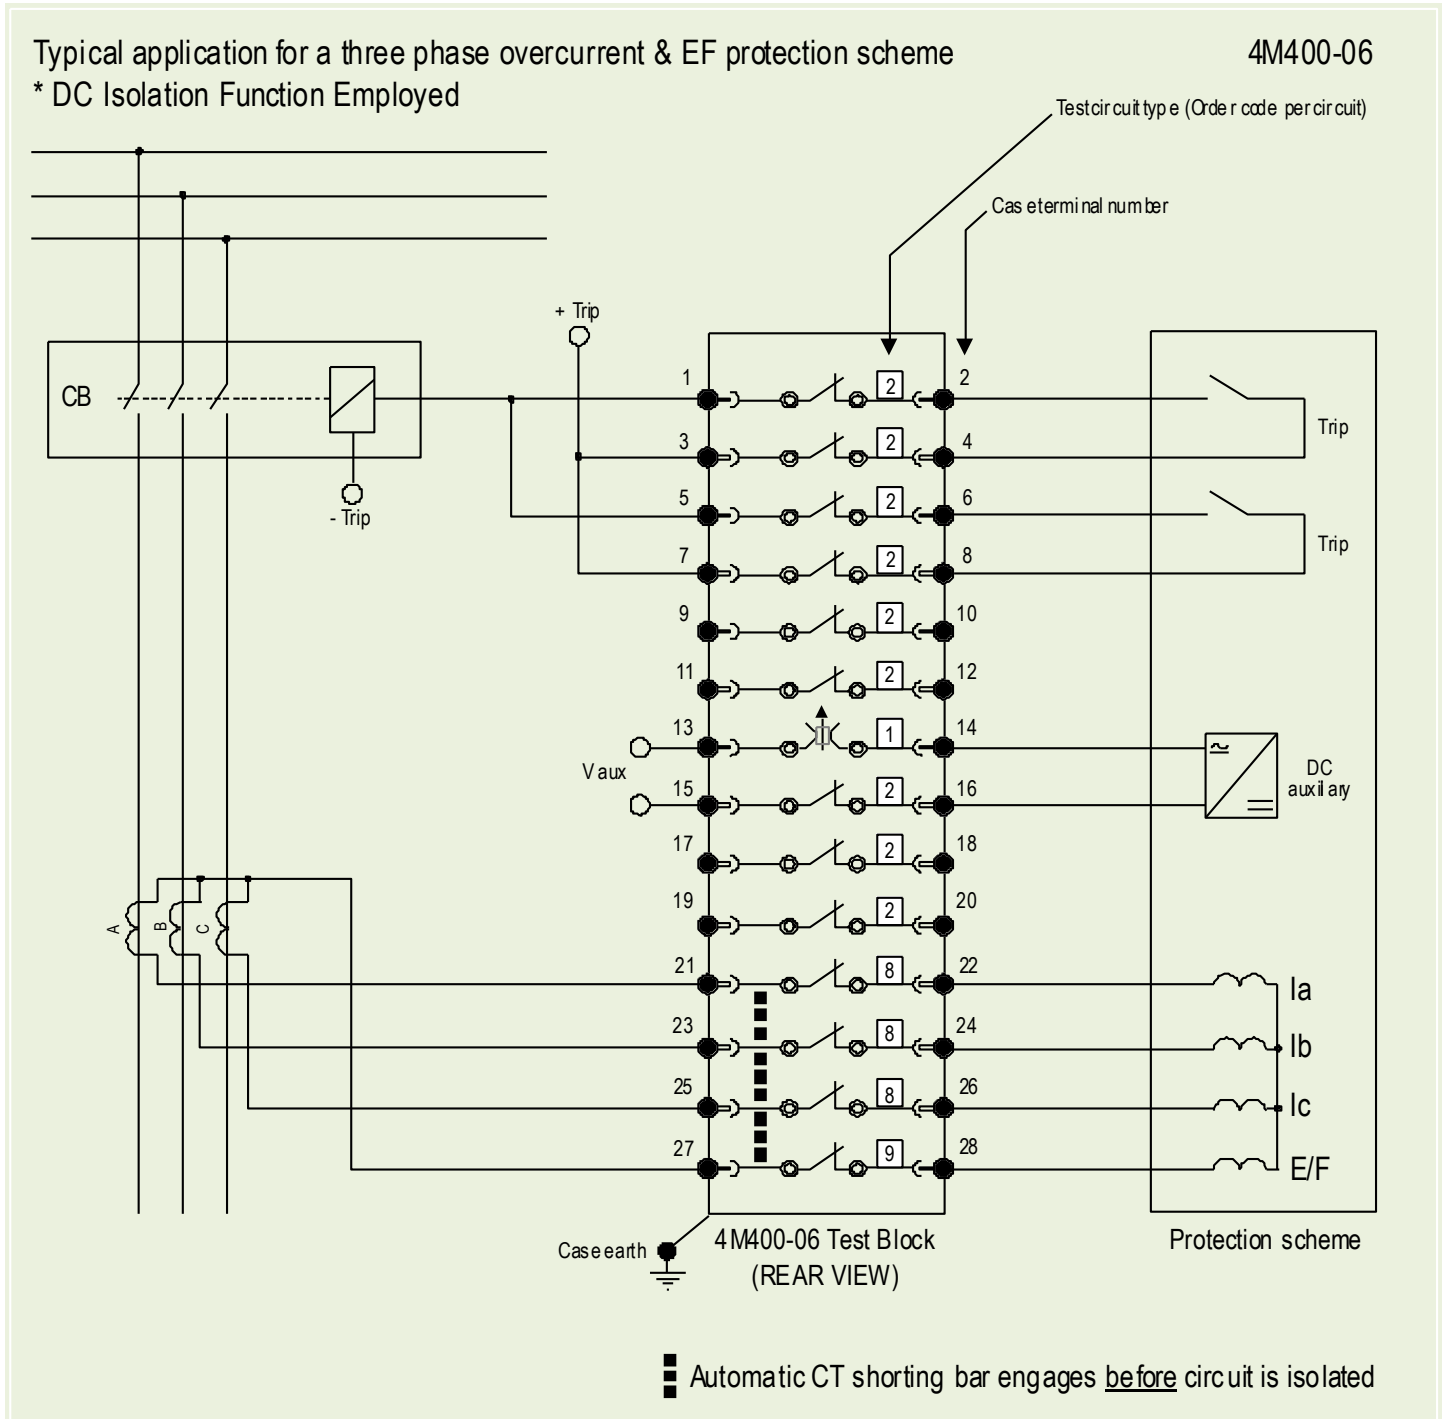 Typical application for a three phase overcurrent & EF protection scheme
4M400-06
* DC Isolation Function Employed
Test circuit type (Order code per circuit)
Case terminal number
+ Trip
CB
- Trip
1 2 2
3 2 4
5 2 6
7 2 8
9 2 10
11 2 12
13 1 14
15 2 16
17 2 18
19 2 20
21 8 22
23 8 24
25 8 26
27 9 28
Trip
Trip
V aux
DC
auxilary
A B C
Ia
Ib
Ic
E/F
Case earth
4M400-06 Test Block
(REAR VIEW)
Protection scheme
Automatic CT shorting bar engages before circuit is isolated